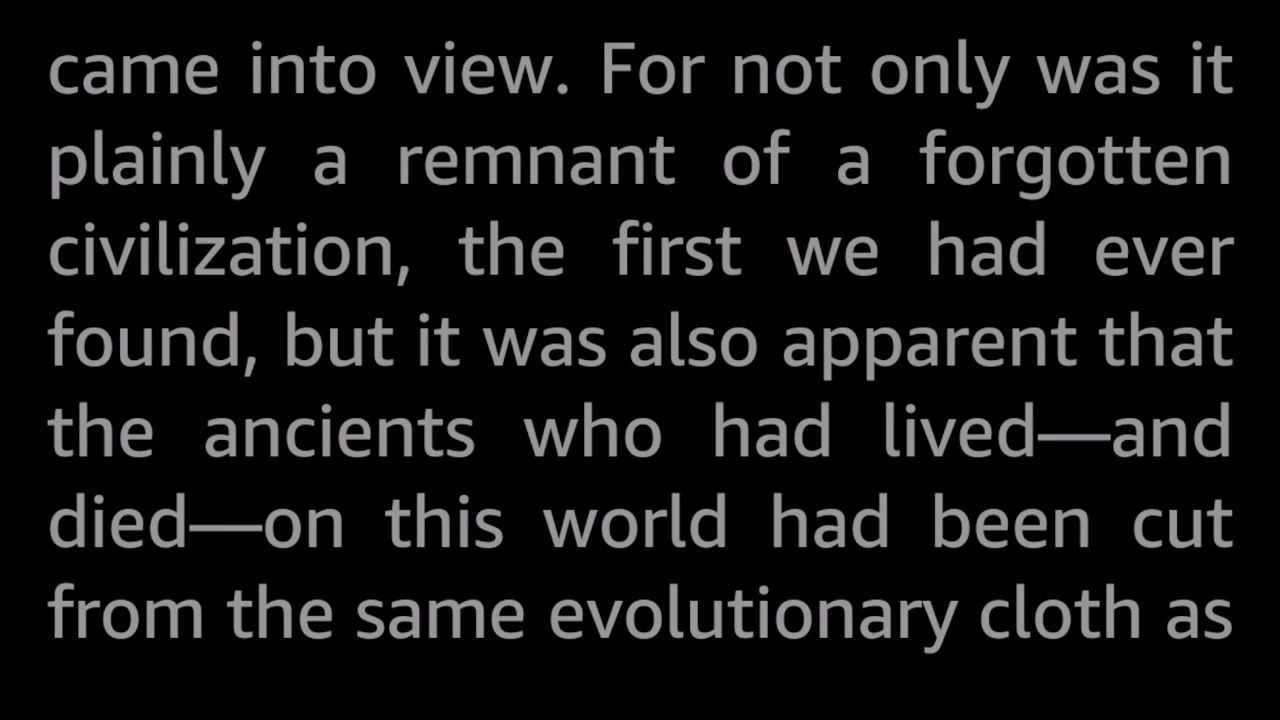 came into view. For not only was it
plainly a remnant of a forgotten
civilization, the first we had ever
found, but it was also apparent that
the ancients who had lived—and
died—on this world had been cut
from the same evolutionary cloth as